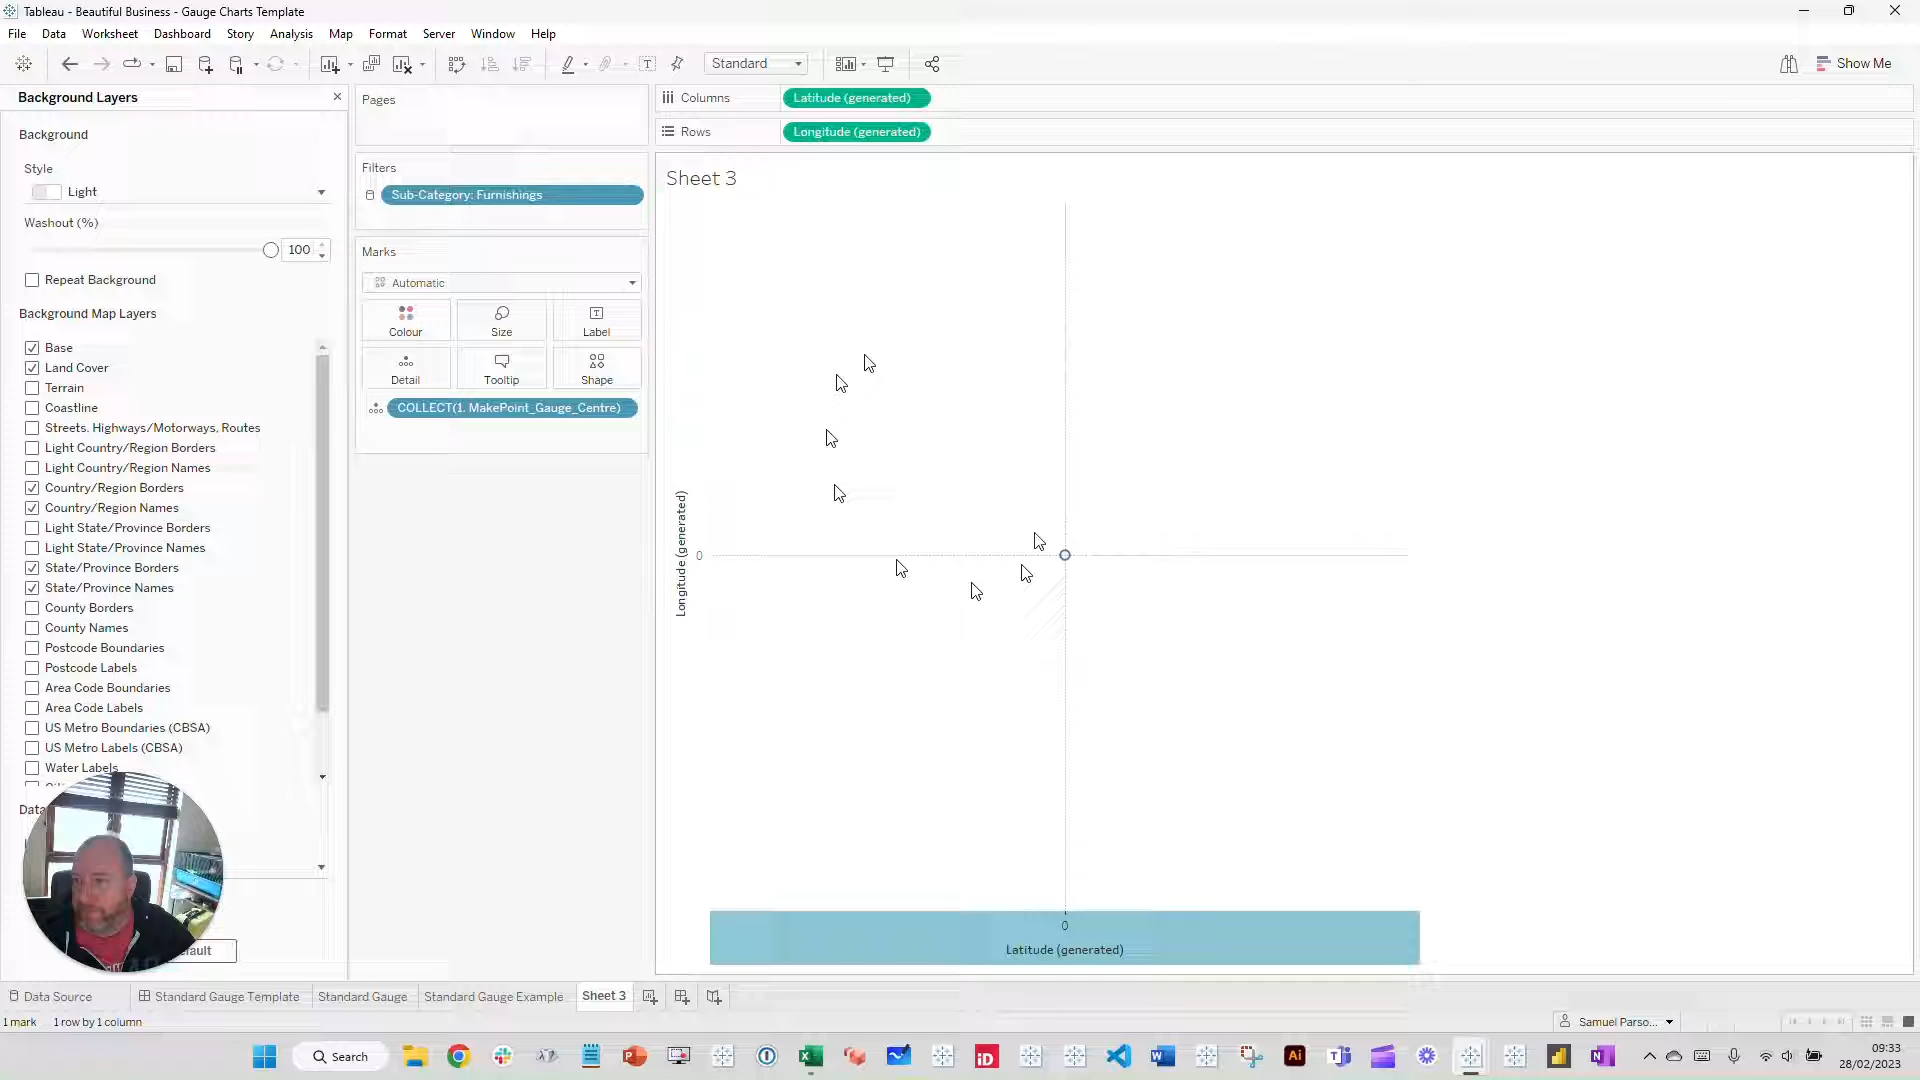 Tableau - Beautiful Business - Gauge Charts Template
File Data Worksheet Dashboard Story Analysis Map Format Server Window Help
Standard
Show Me
Background Layers
Background
Style
Light
Washout (%)
100
Repeat Background
Background Map Layers
Base
Land Cover
Terrain
Coastline
Streets, Highways/Motorways, Routes
Light Country/Region Borders
Light Country/Region Names
Country/Region Borders
Country/Region Names
Light State/Province Borders
Light State/Province Names
State/Province Borders
State/Province Names
County Borders
County Names
Postcode Boundaries
Postcode Labels
Area Code Boundaries
Area Code Labels
US Metro Boundaries (CBSA)
US Metro Labels (CBSA)
Water Labels
Data
Pages
Filters
Sub-Category: Furnishings
Marks
Automatic
Colour Size Label
Detail Tooltip Shape
COLLECT(1. MakePoint_Gauge_Centre)
Columns Latitude (generated)
Rows Longitude (generated)
Sheet 3
Longitude (generated)
0
0
Latitude (generated)
Data Source Standard Gauge Template Standard Gauge Standard Gauge Example Sheet 3
1 mark 1 row by 1 column
Samuel Parso...
Search
iD
Ai
09:33
28/02/2023